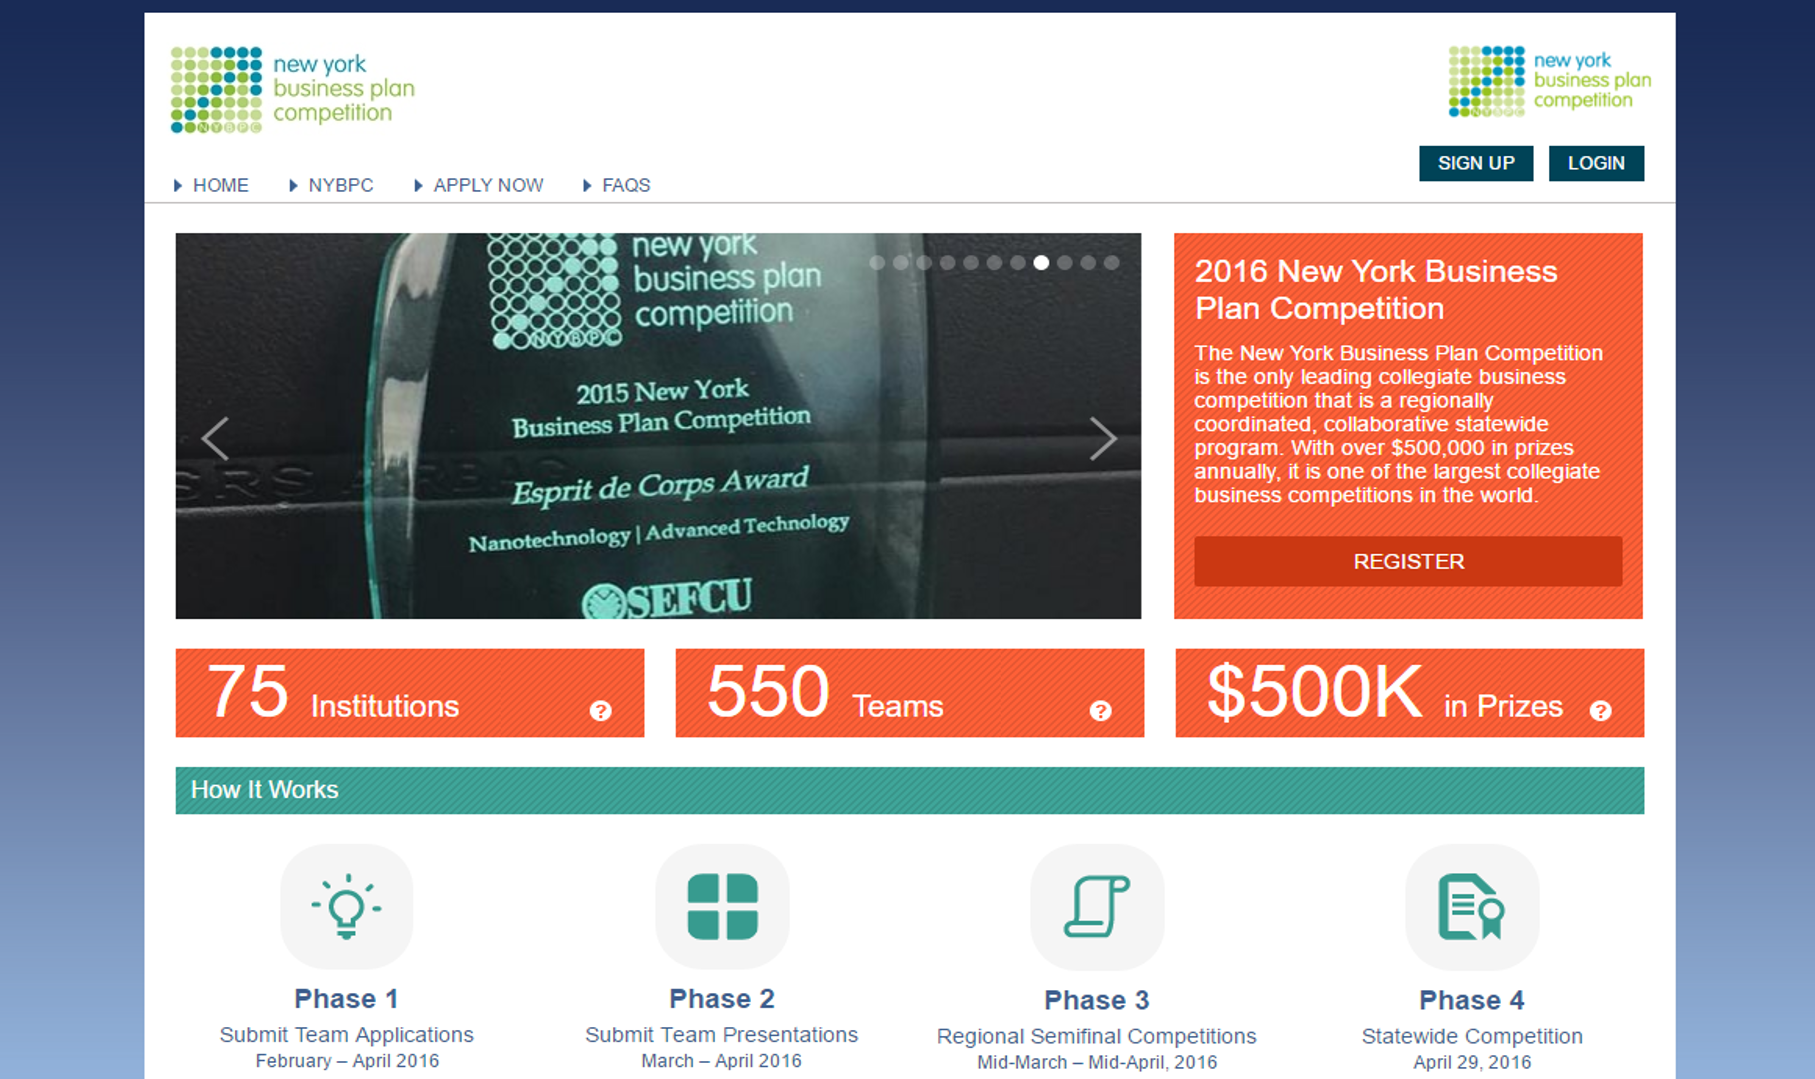 new york
business plan
competition
NYBPC
new york
business plan
competition
NYBPC
SIGN UP
LOGIN
HOME
NYBPC
APPLY NOW
FAQS
new york
business plan
competition
NYBPC
2015 New York
Business Plan Competition
Esprit de Corps Award
Nanotechnology | Advanced Technology
SEFCU
2016 New York Business
Plan Competition
The New York Business Plan Competition
is the only leading collegiate business
competition that is a regionally
coordinated, collaborative statewide
program. With over $500,000 in prizes
annually, it is one of the largest collegiate
business competitions in the world.
REGISTER
75 Institutions ?
550 Teams ?
$500K in Prizes ?
How It Works
Phase 1
Submit Team Applications
February – April 2016
Phase 2
Submit Team Presentations
March – April 2016
Phase 3
Regional Semifinal Competitions
Mid-March – Mid-April, 2016
Phase 4
Statewide Competition
April 29, 2016